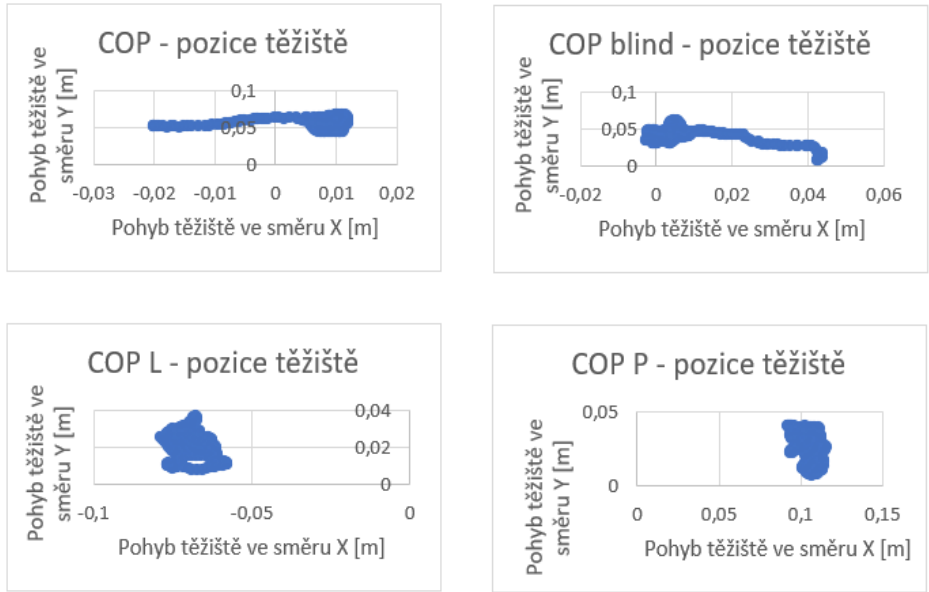 COP - pozice těžiště
Pohyb těžiště ve
směru Y [m]
0,1
0,05
0
-0,03 -0,02 -0,01 0 0,01 0,02
Pohyb těžiště ve směru X [m]
COP blind - pozice těžiště
Pohyb těžiště ve
směru Y [m]
0,1
0,05
0
-0,02 0 0,02 0,04 0,06
Pohyb těžiště ve směru X [m]
COP L - pozice těžiště
Pohyb těžiště ve
směru Y [m]
0,04
0,02
0
-0,1 -0,05 0
Pohyb těžiště ve směru X [m]
COP P - pozice těžiště
Pohyb těžiště ve
směru Y [m]
0,05
0
0 0,05 0,1 0,15
Pohyb těžiště ve směru X [m]